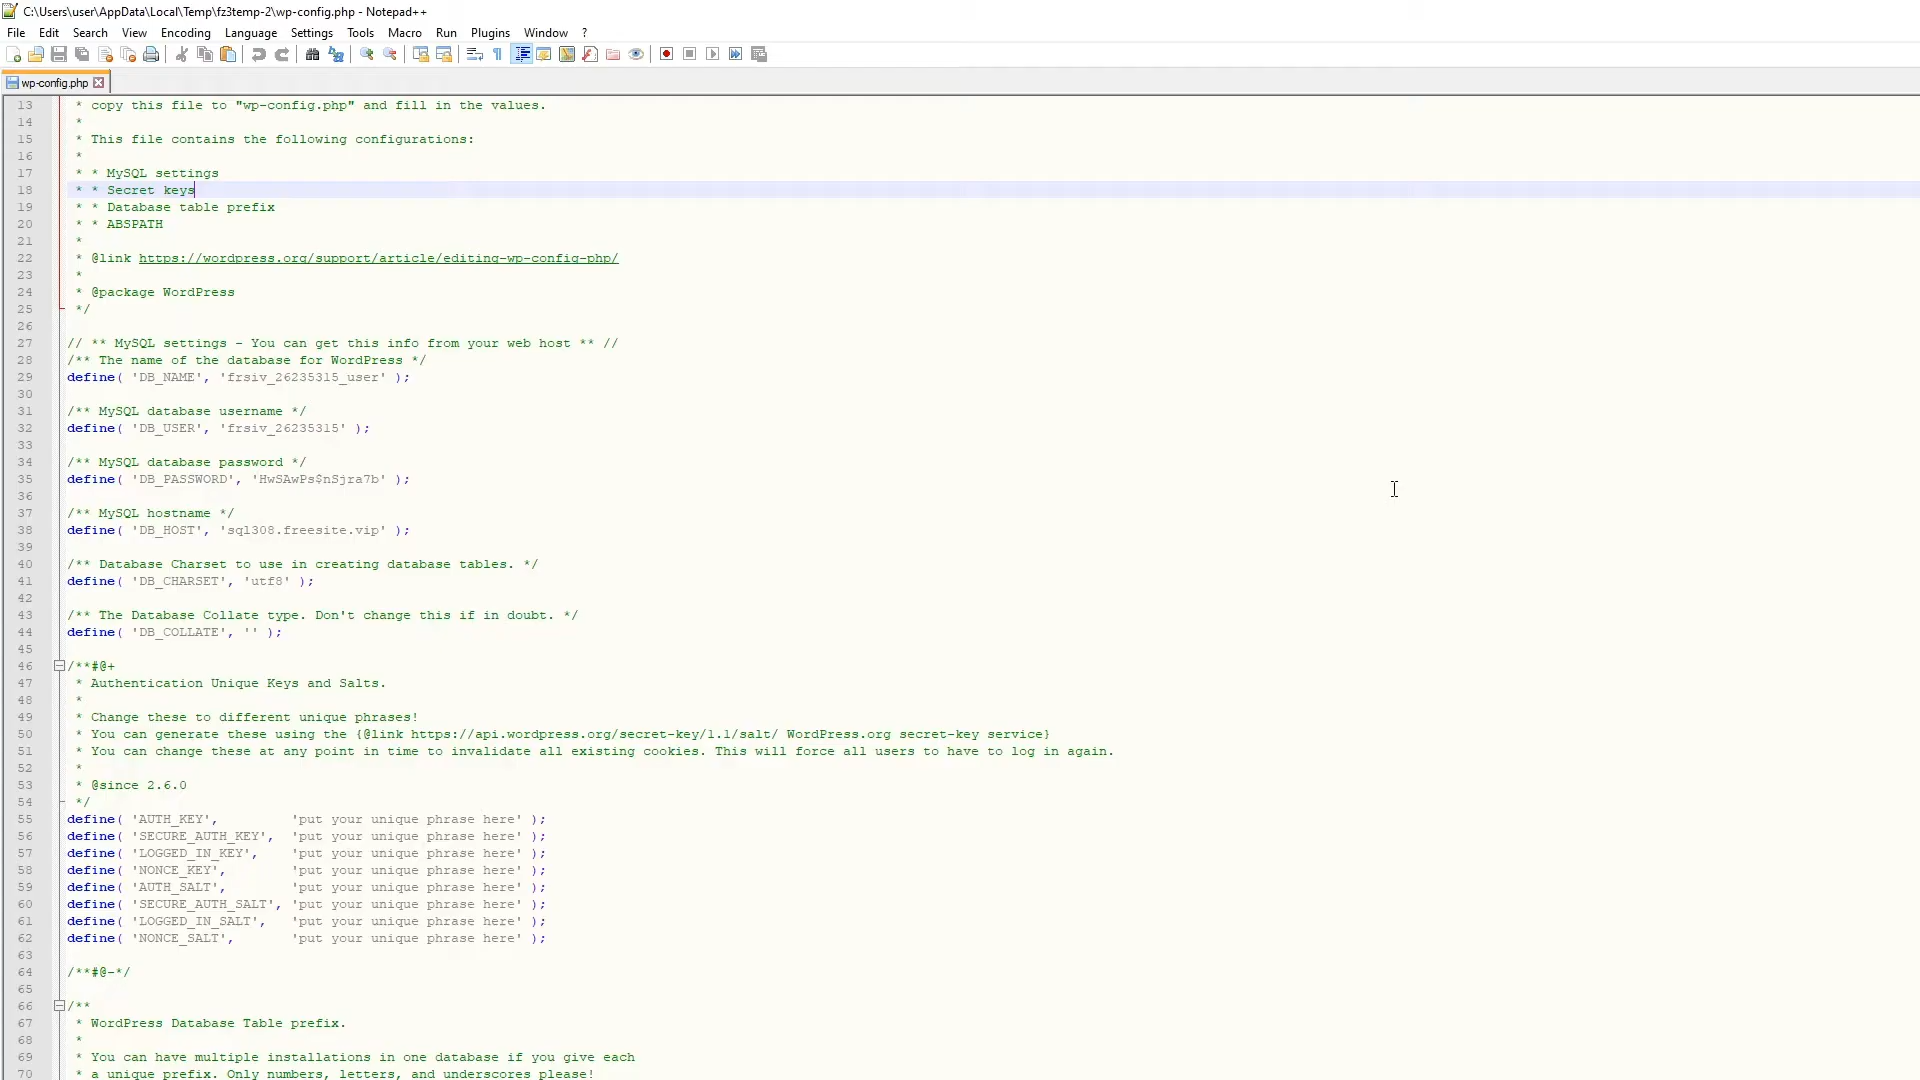 C:\Users\user\AppData\Local\Temp\fz3temp-2\wp-config.php - Notepad++
File Edit Search View Encoding Language Settings Tools Macro Run Plugins Window ?
wp-config.php
13 * copy this file to "wp-config.php" and fill in the values.
14 *
15 * This file contains the following configurations:
16 *
17 * * MySQL settings
18 * * Secret keys
19 * * Database table prefix
20 * * ABSPATH
21 *
22 * @link https://wordpress.org/support/article/editing-wp-config-php/
23 *
24 * @package WordPress
25 */
26
27 // ** MySQL settings - You can get this info from your web host ** //
28 /** The name of the database for WordPress */
29 define( 'DB_NAME', 'frsiv_26235315_user' );
30
31 /** MySQL database username */
32 define( 'DB_USER', 'frsiv_26235315' );
33
34 /** MySQL database password */
35 define( 'DB_PASSWORD', 'HwSAwPs$nSjra7b' );
36
37 /** MySQL hostname */
38 define( 'DB_HOST', 'sql308.freesite.vip' );
39
40 /** Database Charset to use in creating database tables. */
41 define( 'DB_CHARSET', 'utf8' );
42
43 /** The Database Collate type. Don't change this if in doubt. */
44 define( 'DB_COLLATE', '' );
45
46 /**#@+
47 * Authentication Unique Keys and Salts.
48 *
49 * Change these to different unique phrases!
50 * You can generate these using the {@link https://api.wordpress.org/secret-key/1.1/salt/ WordPress.org secret-key service}
51 * You can change these at any point in time to invalidate all existing cookies. This will force all users to have to log in again.
52 *
53 * @since 2.6.0
54 */
55 define( 'AUTH_KEY', 'put your unique phrase here' );
56 define( 'SECURE_AUTH_KEY', 'put your unique phrase here' );
57 define( 'LOGGED_IN_KEY', 'put your unique phrase here' );
58 define( 'NONCE_KEY', 'put your unique phrase here' );
59 define( 'AUTH_SALT', 'put your unique phrase here' );
60 define( 'SECURE_AUTH_SALT', 'put your unique phrase here' );
61 define( 'LOGGED_IN_SALT', 'put your unique phrase here' );
62 define( 'NONCE_SALT', 'put your unique phrase here' );
63
64 /**#@-*/
65
66 /**
67 * WordPress Database Table prefix.
68 *
69 * You can have multiple installations in one database if you give each
70 * a unique prefix. Only numbers, letters, and underscores please!